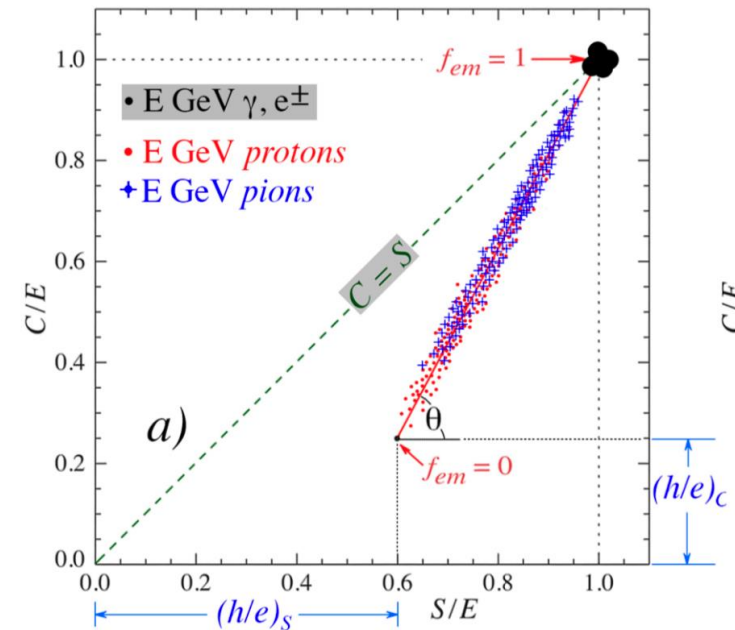 1.0
0.8
0.6
0.4
0.2
0.0
C/E
f_em = 1
• E GeV γ, e±
• E GeV protons
+ E GeV pions
C = S
a)
θ
f_em = 0
(h/e)_C
0.0 0.2 0.4 0.6 0.8 1.0
(h/e)_S
S/E
C/E